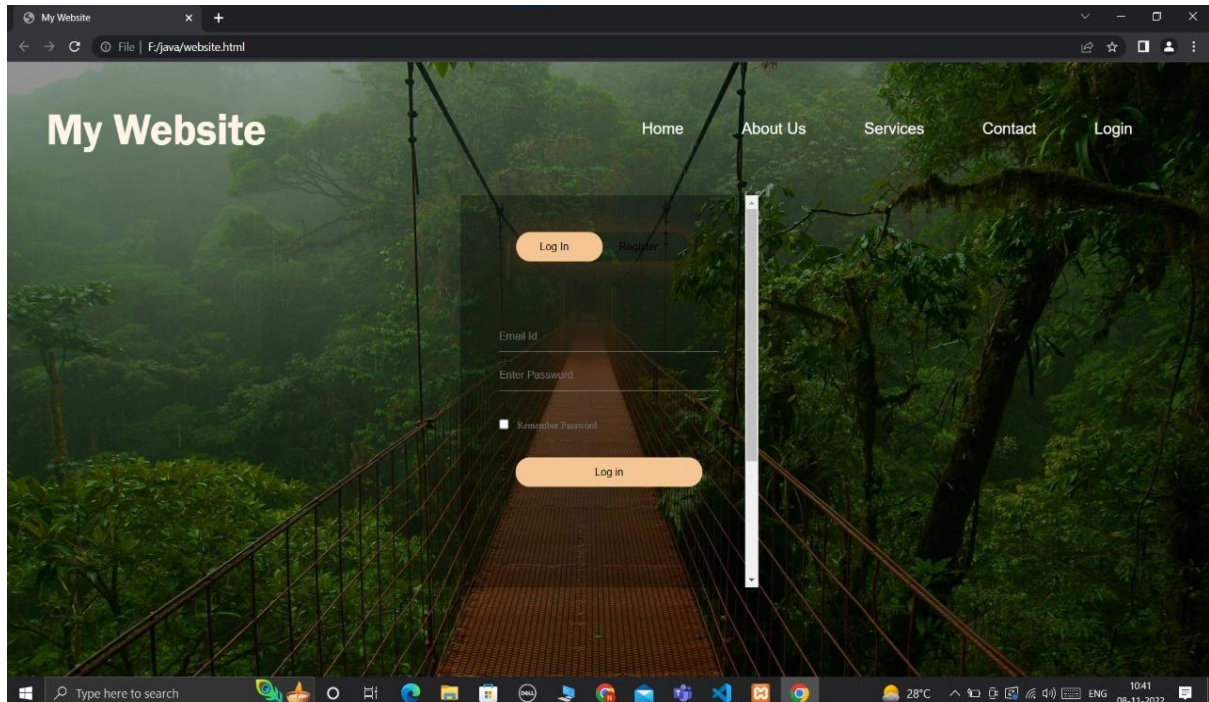 My Website
File | F:/java/website.html
My Website
Home About Us Services Contact Login
Log In Register
Email Id
Enter Password
Remember Password
Log in
Type here to search
DELL
28°C ENG 10:41
08-11-2022